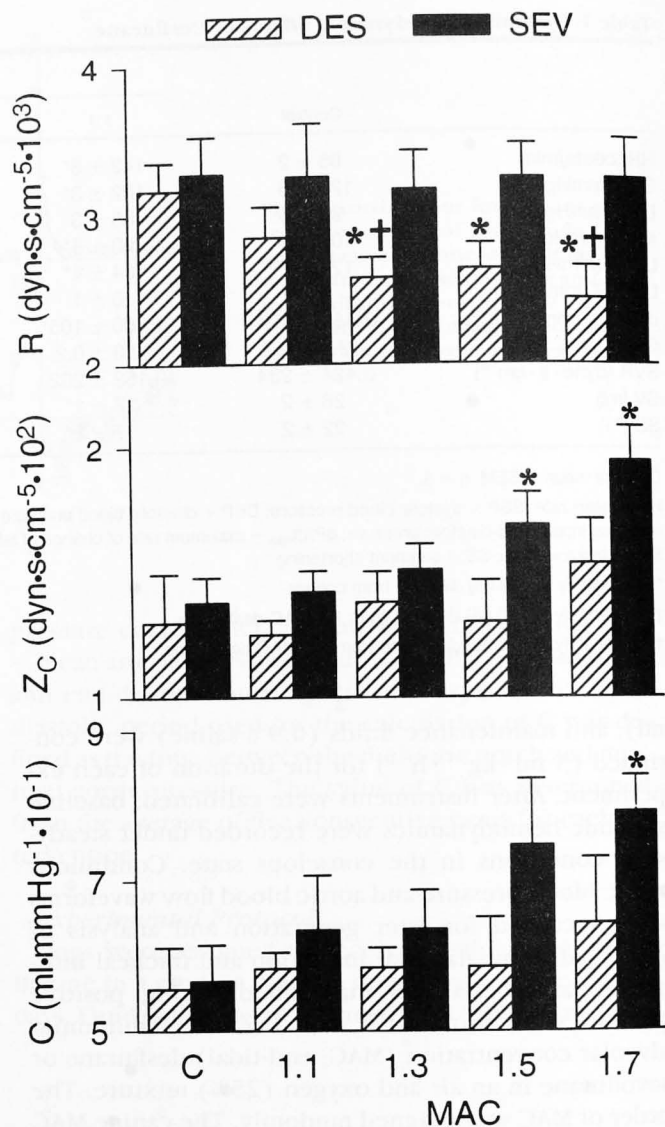 DES SEV
4
3
2
R (dyn•s•cm-5•10³)
*†
*
*†
2
1
ZC (dyn•s•cm-5•10²)
*
*
9
7
5
C (ml•mmHg-1•10-1)
*
C 1.1 1.3 1.5 1.7
MAC